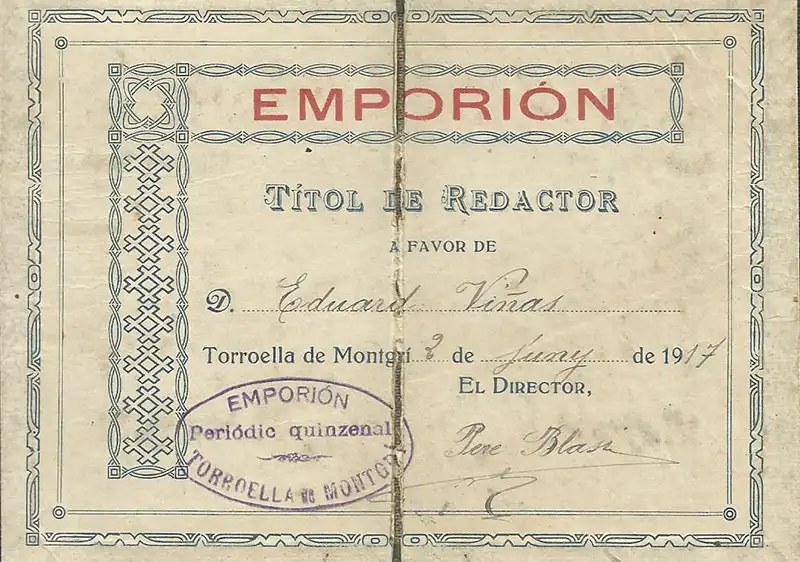 EMPORIÓN
TÍTOL DE REDACTOR
A FAVOR DE
D. Eduard Viñas
Torroella de Montgrí 2 de Juny de 1917
EL DIRECTOR,
Pere Blasi
EMPORIÓN
Periódic quinzenal
TORROELLA DE MONTGRÍ